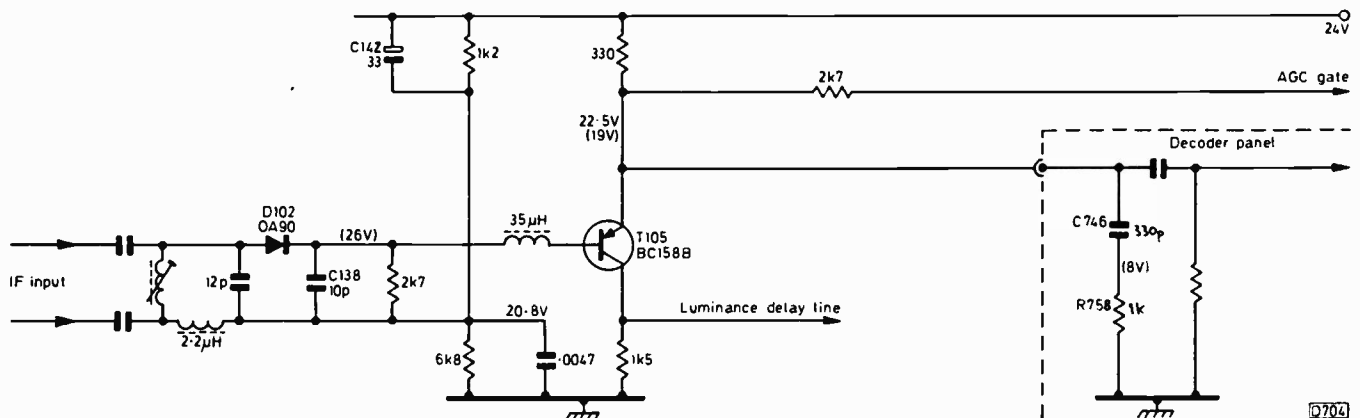 24V
C142
33
1k2
330
2k7
AGC gate
22·5V
(19V)
Decoder panel
D102
OA90
(26V)
35µH
T105
BC158B
C746
330p
(8V)
IF input
12p
C138
10p
2k7
R758
1k
Luminance delay line
20·8V
2·2µH
6k8
·0047
1k5
D704